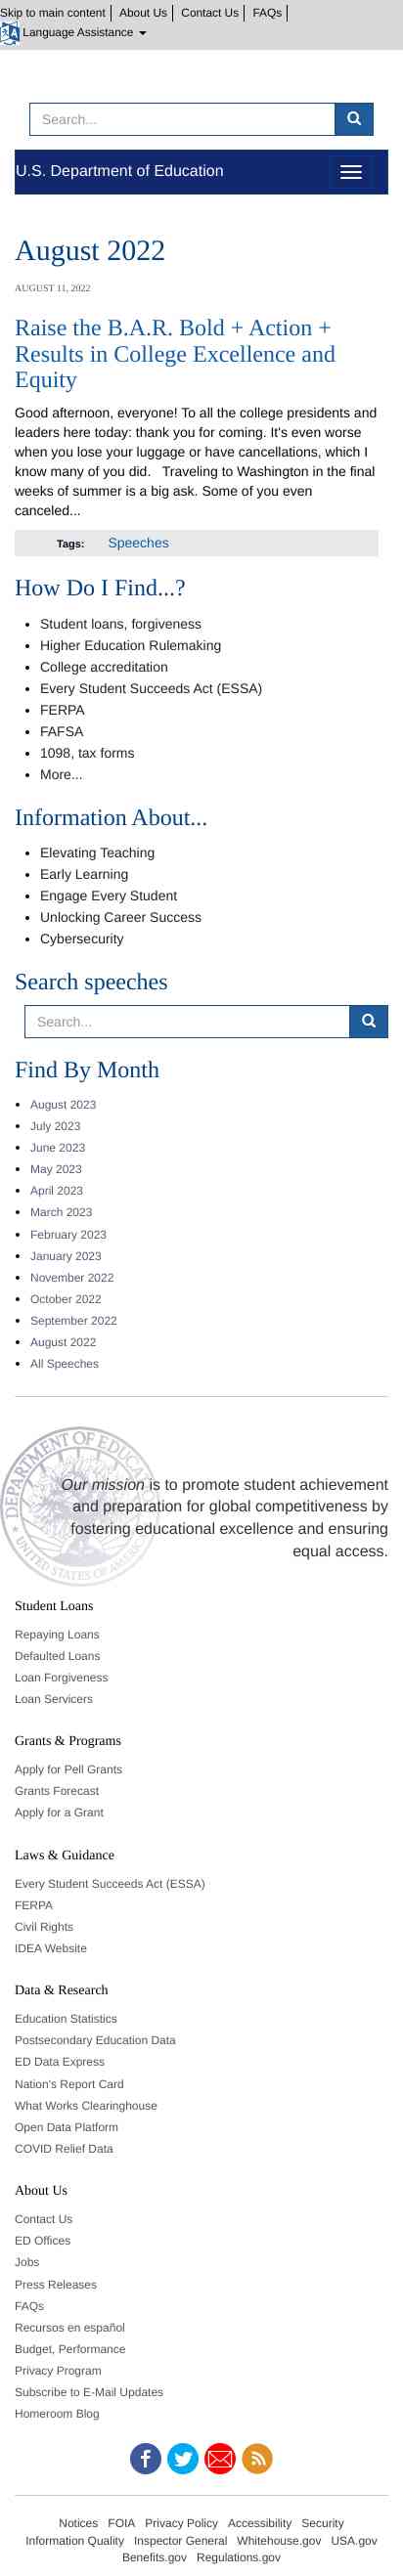 Skip to main content About Us Contact Us FAQs
Language Assistance
Search...
U.S. Department of Education
August 2022
AUGUST 11, 2022
Raise the B.A.R. Bold + Action +
Results in College Excellence and
Equity
Good afternoon, everyone! To all the college presidents and
leaders here today: thank you for coming. It's even worse
when you lose your luggage or have cancellations, which I
know many of you did. Traveling to Washington in the final
weeks of summer is a big ask. Some of you even
canceled...
Tags: Speeches
How Do I Find...?
• Student loans, forgiveness
• Higher Education Rulemaking
• College accreditation
• Every Student Succeeds Act (ESSA)
• FERPA
• FAFSA
• 1098, tax forms
• More...
Information About...
• Elevating Teaching
• Early Learning
• Engage Every Student
• Unlocking Career Success
• Cybersecurity
Search speeches
Search...
Find By Month
• August 2023
• July 2023
• June 2023
• May 2023
• April 2023
• March 2023
• February 2023
• January 2023
• November 2022
• October 2022
• September 2022
• August 2022
• All Speeches
DEPARTMENT OF EDUCATION
UNITED STATES OF AMERICA
Our mission is to promote student achievement
and preparation for global competitiveness by
fostering educational excellence and ensuring
equal access.
Student Loans
Repaying Loans
Defaulted Loans
Loan Forgiveness
Loan Servicers
Grants & Programs
Apply for Pell Grants
Grants Forecast
Apply for a Grant
Laws & Guidance
Every Student Succeeds Act (ESSA)
FERPA
Civil Rights
IDEA Website
Data & Research
Education Statistics
Postsecondary Education Data
ED Data Express
Nation's Report Card
What Works Clearinghouse
Open Data Platform
COVID Relief Data
About Us
Contact Us
ED Offices
Jobs
Press Releases
FAQs
Recursos en español
Budget, Performance
Privacy Program
Subscribe to E-Mail Updates
Homeroom Blog
Notices FOIA Privacy Policy Accessibility Security
Information Quality Inspector General Whitehouse.gov USA.gov
Benefits.gov Regulations.gov